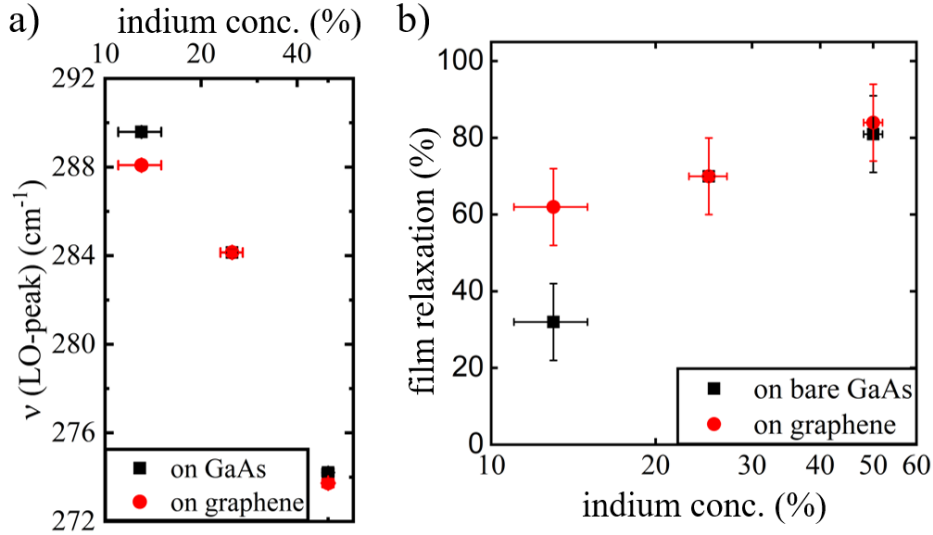 a)
indium conc. (%)
10 20 40
292
288
284
280
276
272
ν (LO-peak) (cm⁻¹)
on GaAs
on graphene
b)
100
80
60
40
20
0
film relaxation (%)
on bare GaAs
on graphene
10 20 30 40 50 60
indium conc. (%)